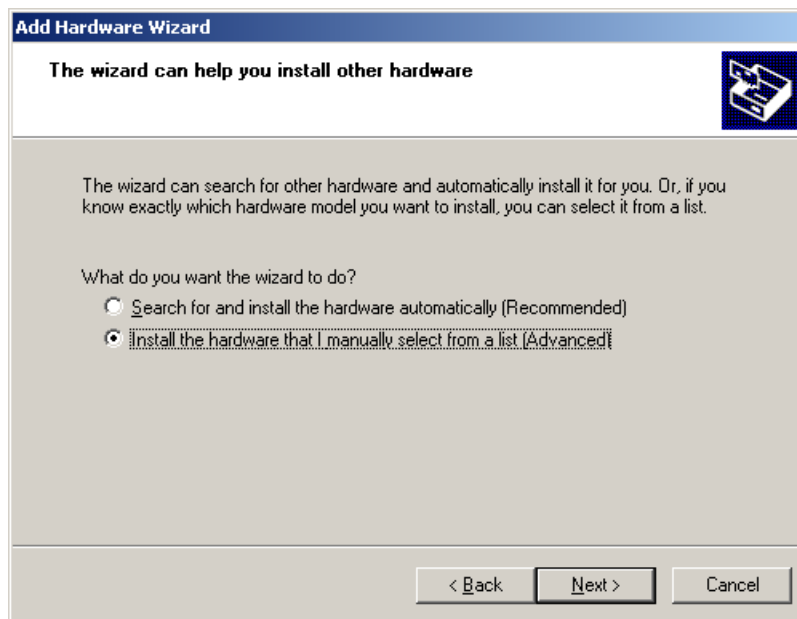 Add Hardware Wizard
The wizard can help you install other hardware
The wizard can search for other hardware and automatically install it for you. Or, if you
know exactly which hardware model you want to install, you can select it from a list.
What do you want the wizard to do?
Search for and install the hardware automatically (Recommended)
Install the hardware that I manually select from a list (Advanced)
< Back Next > Cancel